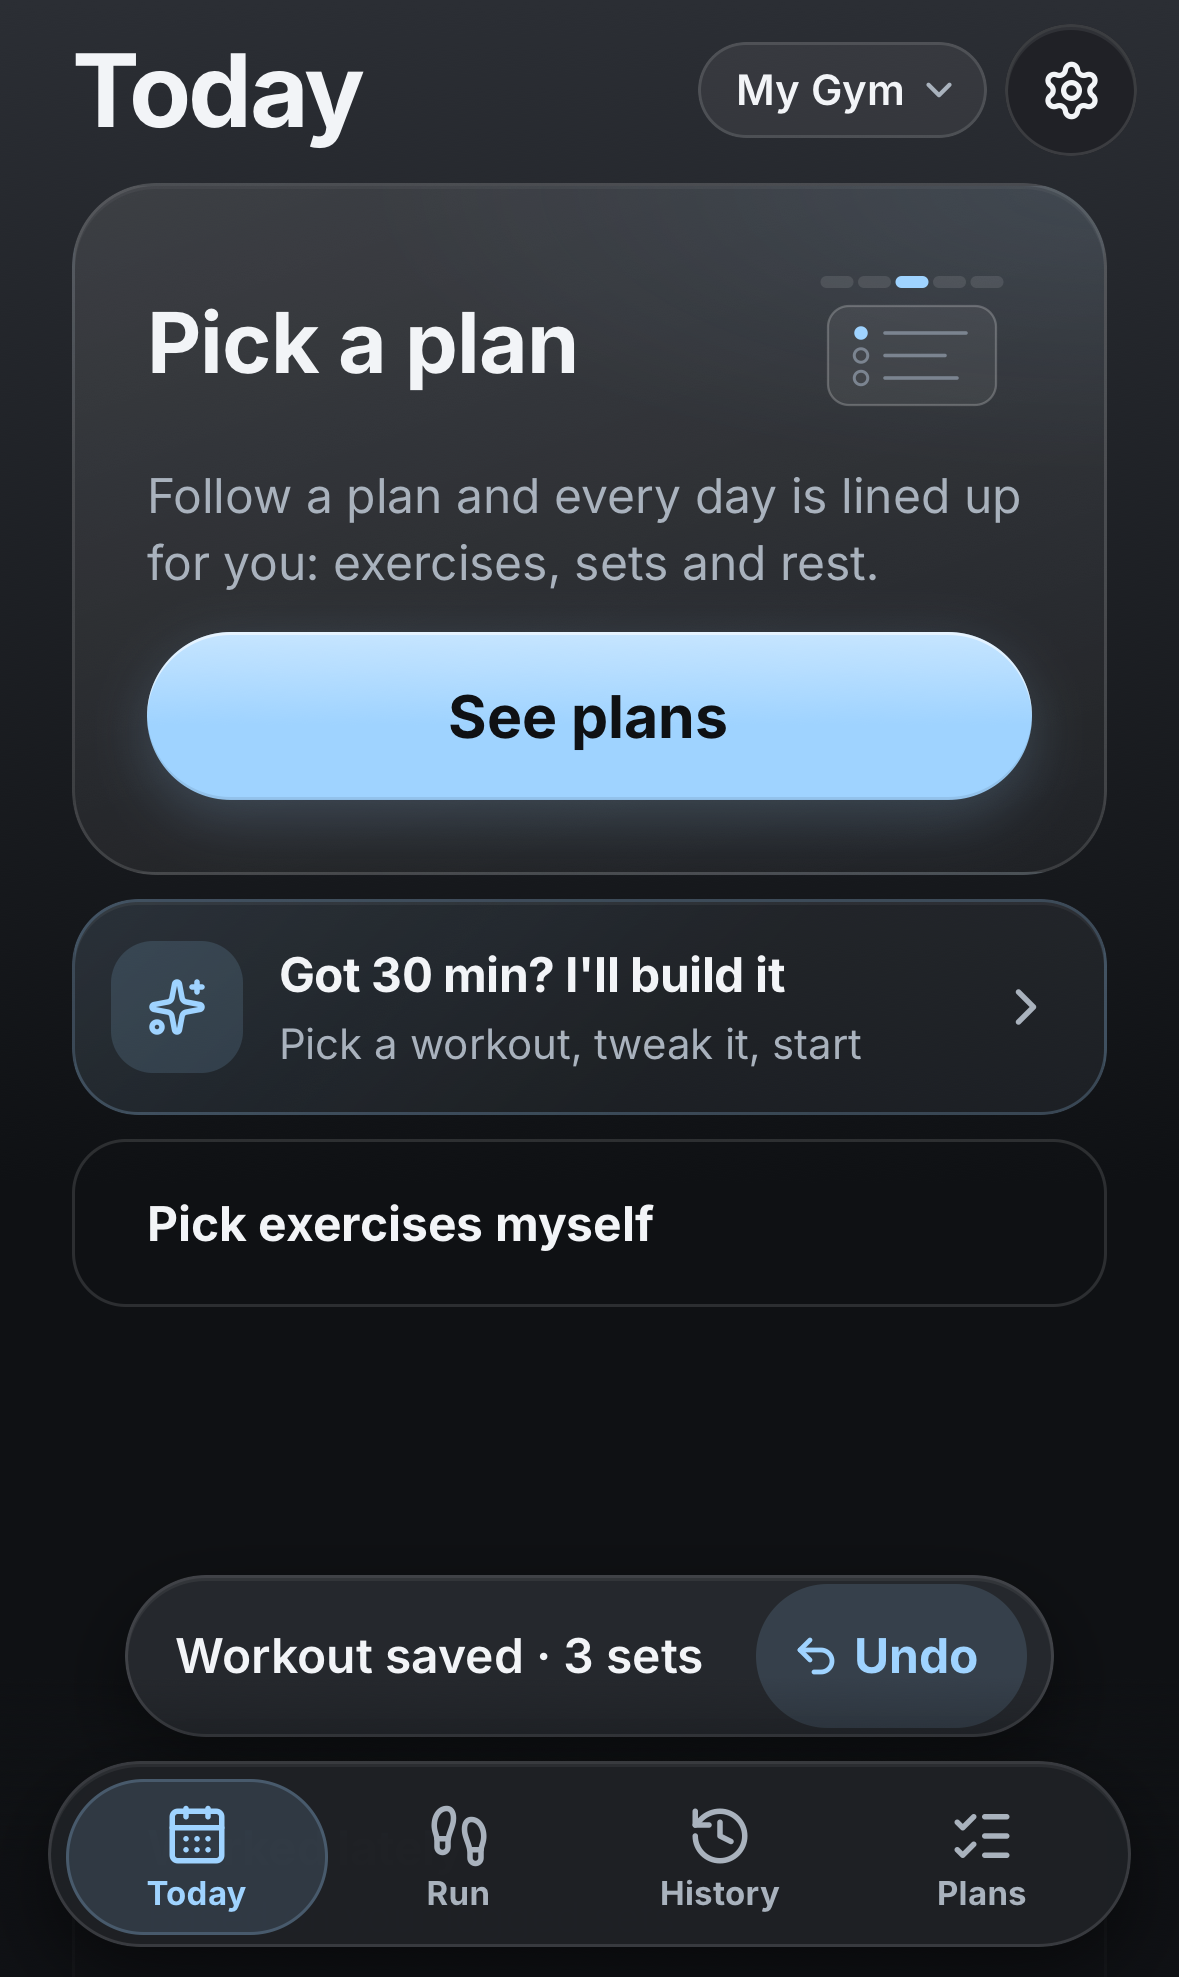 Today
My Gym
Pick a plan
Follow a plan and every day is lined up
for you: exercises, sets and rest.
See plans
Got 30 min? I'll build it
Pick a workout, tweak it, start
Pick exercises myself
Workout saved · 3 sets
Undo
Today
Run
History
Plans